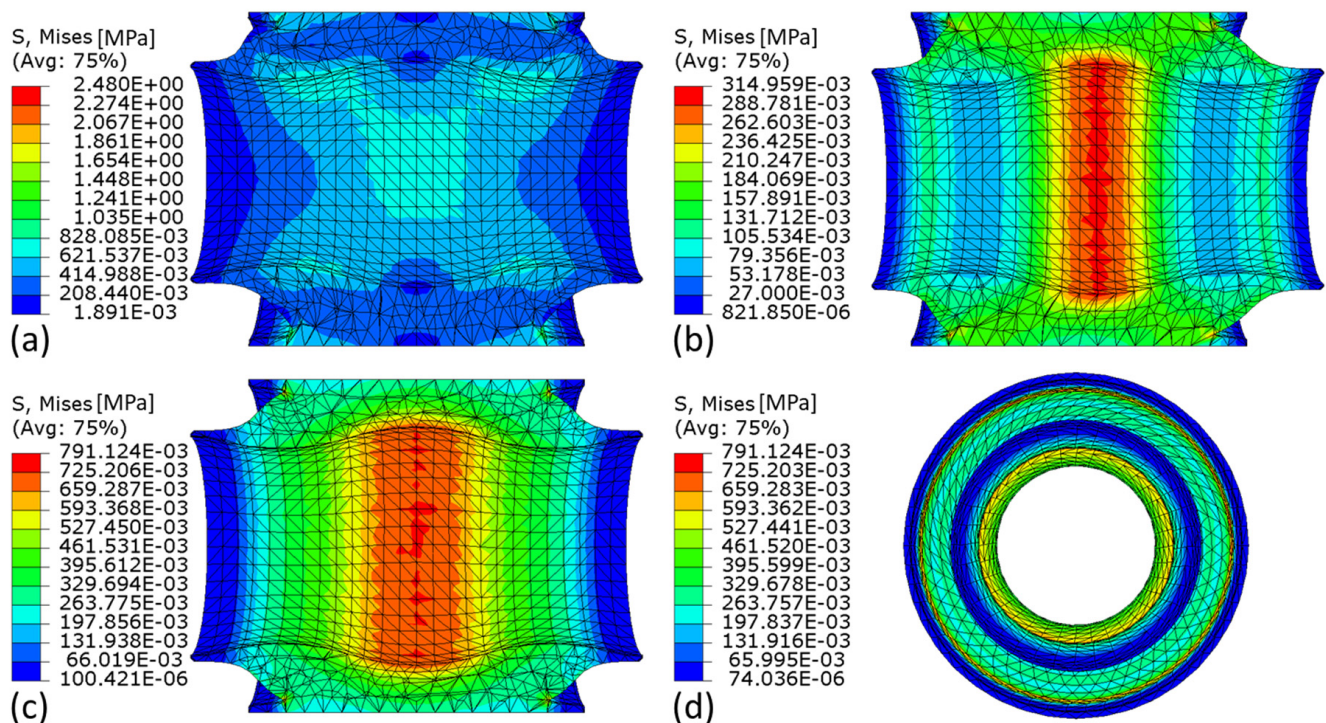 S, Mises [MPa]
(Avg: 75%)
2.480E+00
2.274E+00
2.067E+00
1.861E+00
1.654E+00
1.448E+00
1.241E+00
1.035E+00
828.085E-03
621.537E-03
414.988E-03
208.440E-03
1.891E-03
(a)
S, Mises [MPa]
(Avg: 75%)
314.959E-03
288.781E-03
262.603E-03
236.425E-03
210.247E-03
184.069E-03
157.891E-03
131.712E-03
105.534E-03
79.356E-03
53.178E-03
27.000E-03
821.850E-06
(b)
S, Mises [MPa]
(Avg: 75%)
791.124E-03
725.206E-03
659.287E-03
593.368E-03
527.450E-03
461.531E-03
395.612E-03
329.694E-03
263.775E-03
197.856E-03
131.938E-03
66.019E-03
100.421E-06
(c)
S, Mises [MPa]
(Avg: 75%)
791.124E-03
725.203E-03
659.283E-03
593.362E-03
527.441E-03
461.520E-03
395.599E-03
329.678E-03
263.757E-03
197.837E-03
131.916E-03
65.995E-03
74.036E-06
(d)